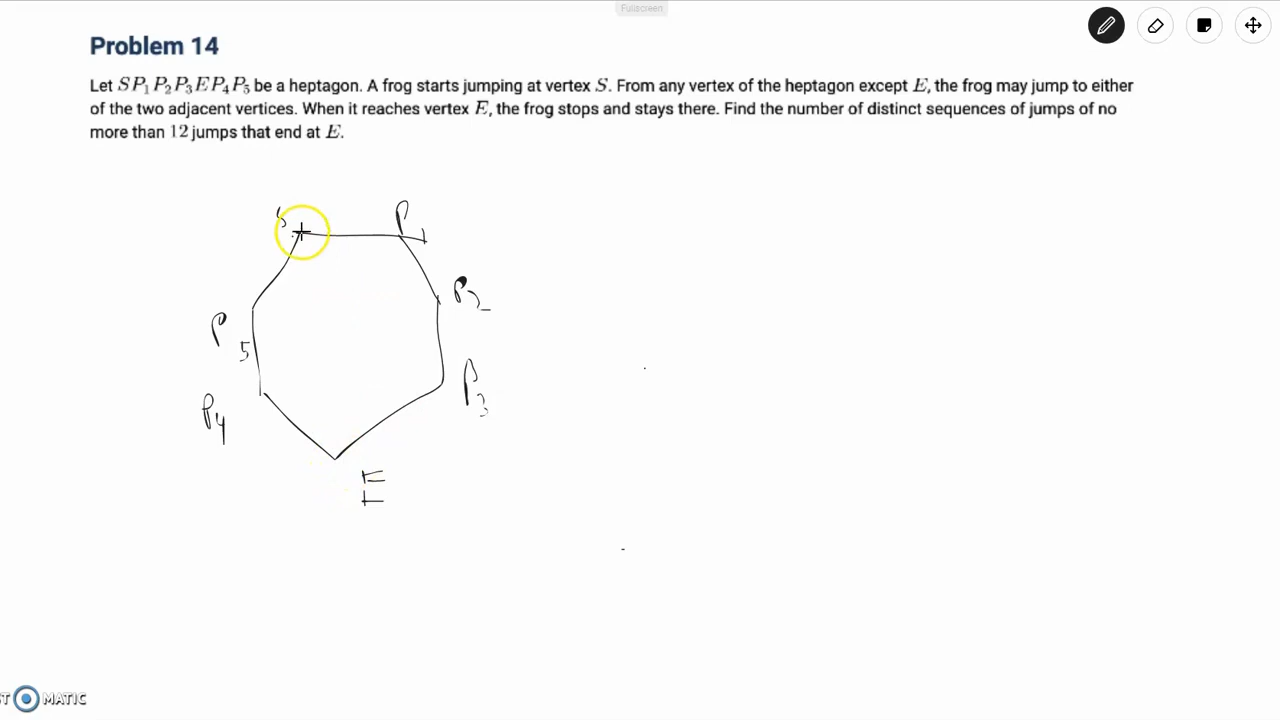 Fullscreen
Problem 14
Let SP₁P₂P₃EP₄P₅ be a heptagon. A frog starts jumping at vertex S. From any vertex of the heptagon except E, the frog may jump to either
of the two adjacent vertices. When it reaches vertex E, the frog stops and stays there. Find the number of distinct sequences of jumps of no
more than 12 jumps that end at E.
S
P₁
P₂
P₅
P₃
P₄
E
MATIC